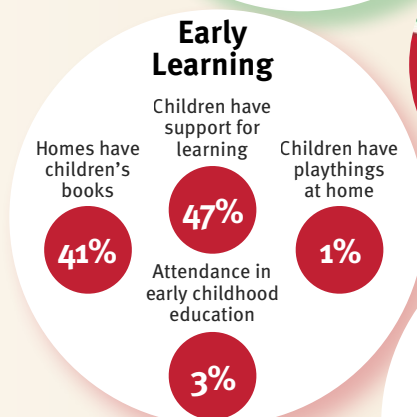 Early
Learning
Children have
support for
learning
47%
Homes have
children's
books
41%
Children have
playthings
at home
1%
Attendance in
early childhood
education
3%